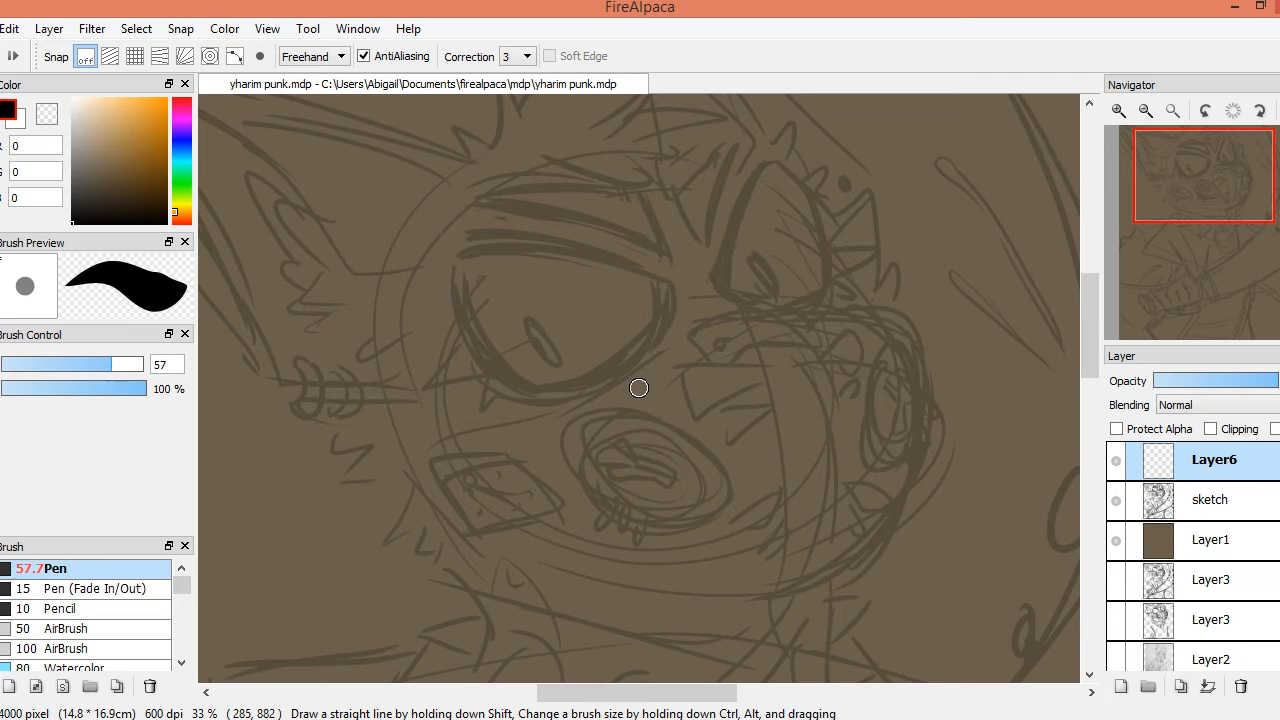 FireAlpaca
Edit Layer Filter Select Snap Color View Tool Window Help
Snap off Freehand AntiAliasing Correction 3 Soft Edge
Color
yharim punk.mdp - C:\Users\Abigail\Documents\firealpaca\mdp\yharim punk.mdp
Navigator
R 0
G 0
B 0
Brush Preview
Brush Control
57
100 %
Layer
Opacity
Blending Normal
Protect Alpha Clipping
Layer6
sketch
Layer1
Layer3
Layer3
Layer2
Brush
57.7 Pen
15 Pen (Fade In/Out)
10 Pencil
50 AirBrush
100 AirBrush
80 Watercolor
4000 pixel (14.8 * 16.9cm) 600 dpi 33 % ( 285, 882 ) Draw a straight line by holding down Shift, Change a brush size by holding down Ctrl, Alt, and dragging